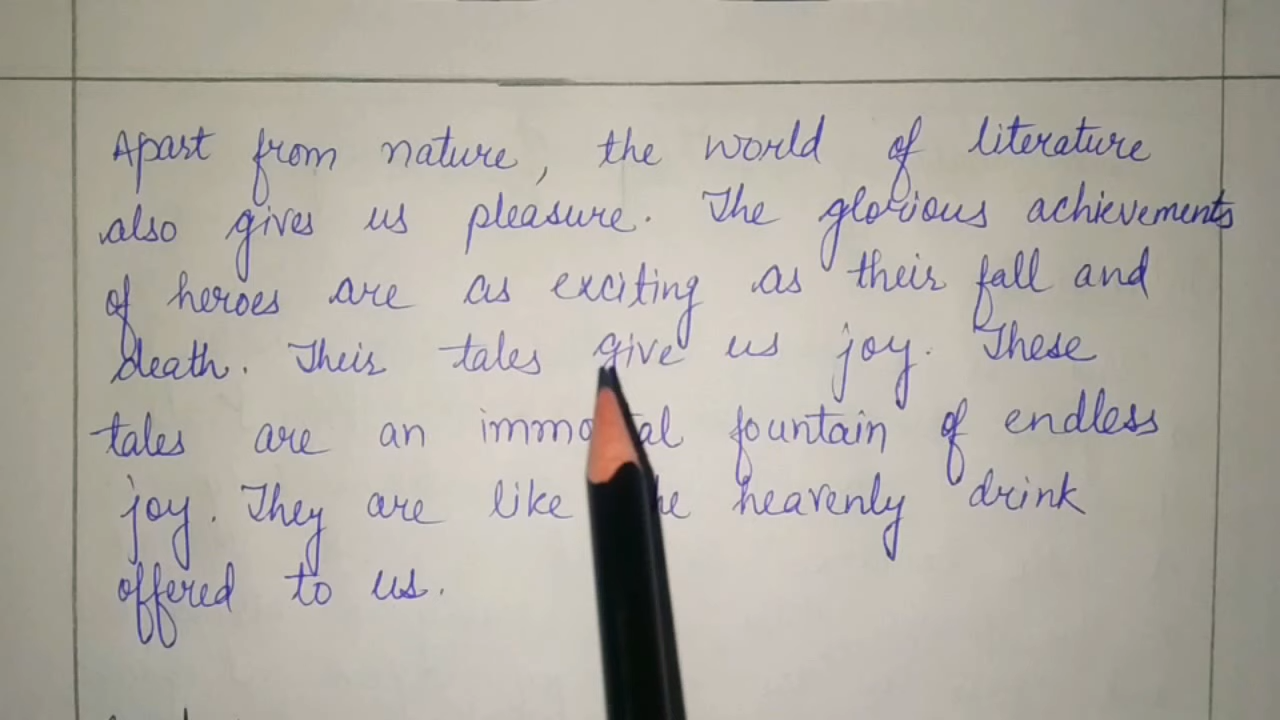 Apart from nature, the world of literature
also gives us pleasure. The glorious achievements
of heroes are as exciting as their fall and
death. Their tales give us joy. These
tales are an immortal fountain of endless
joy. They are like the heavenly drink
offered to us.